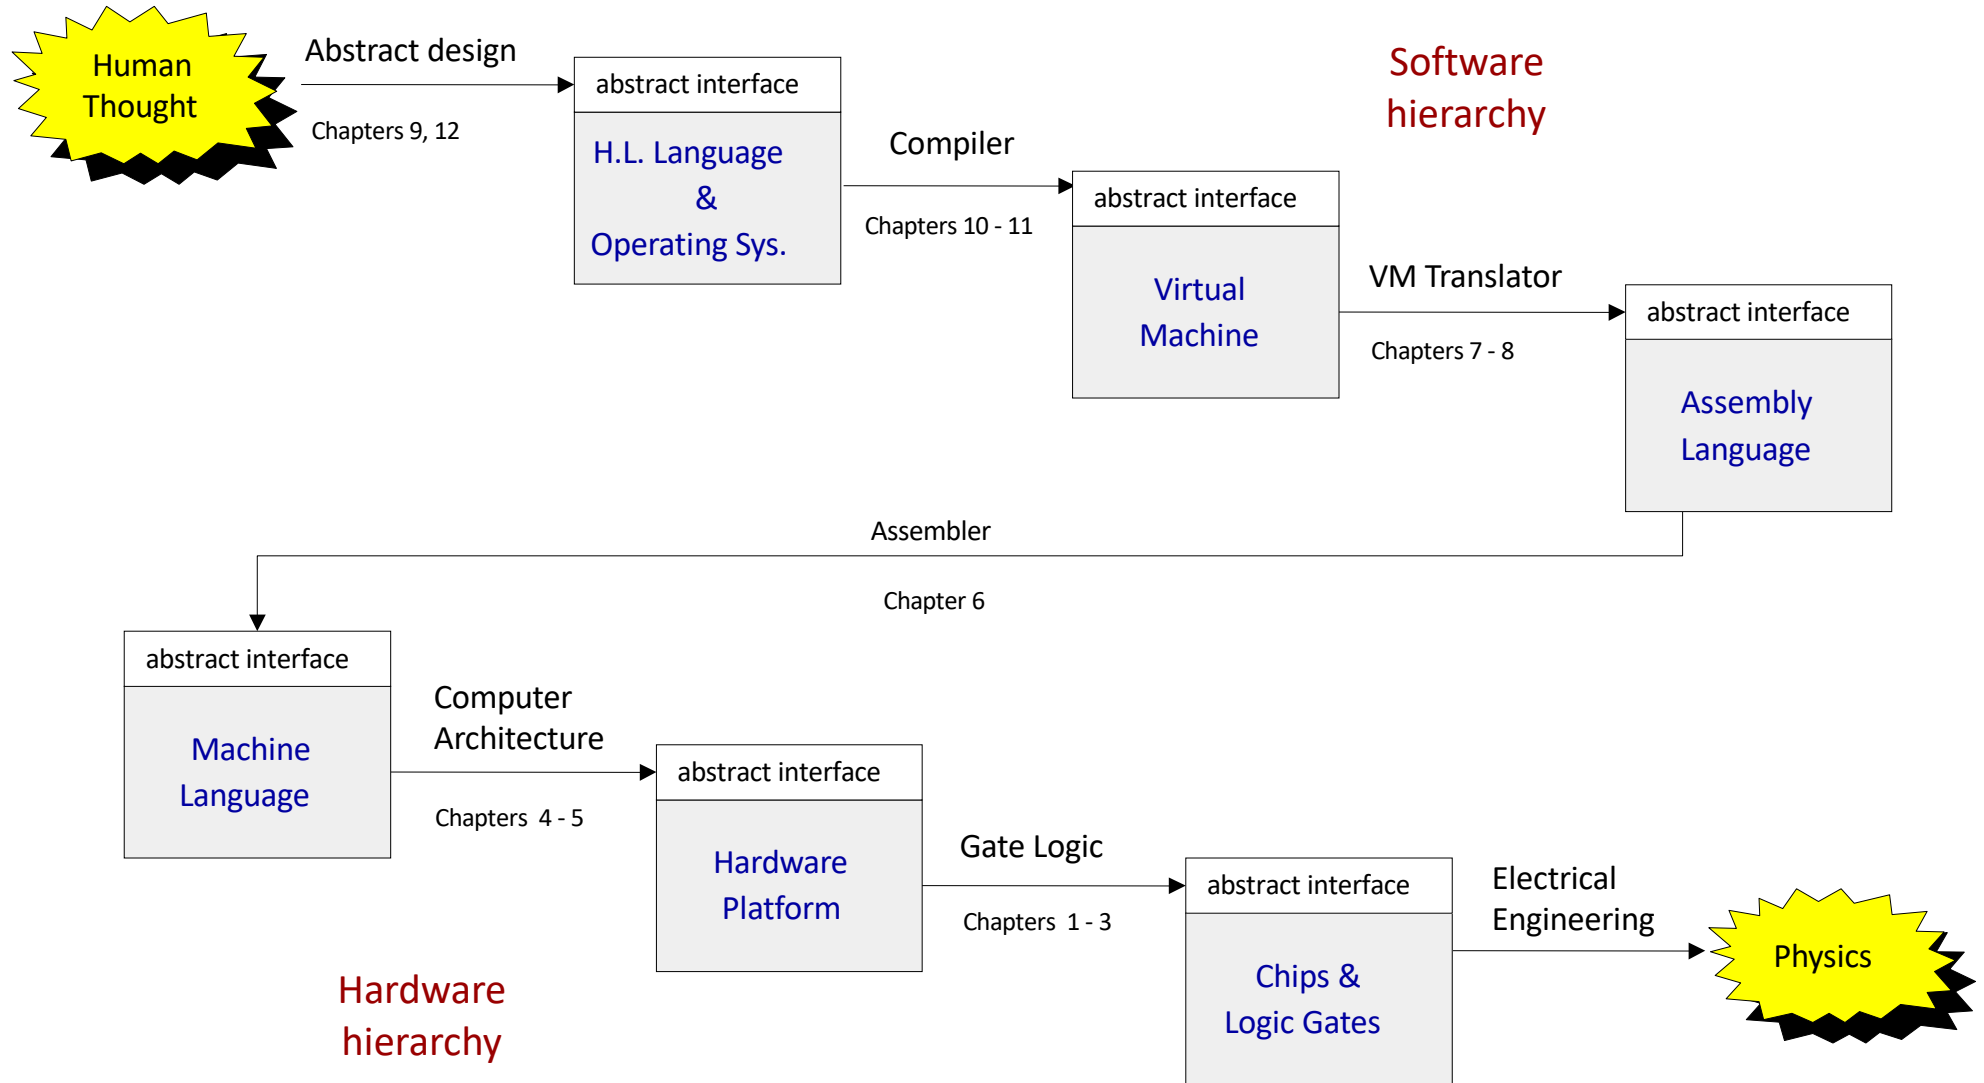 Human
Thought
Abstract design
Chapters 9, 12
abstract interface
H.L. Language
&
Operating Sys.
Compiler
Chapters 10 - 11
Software
hierarchy
abstract interface
Virtual
Machine
VM Translator
Chapters 7 - 8
abstract interface
Assembly
Language
Assembler
Chapter 6
abstract interface
Machine
Language
Computer
Architecture
Chapters 4 - 5
abstract interface
Hardware
Platform
Gate Logic
Chapters 1 - 3
abstract interface
Chips &
Logic Gates
Electrical
Engineering
Physics
Hardware
hierarchy